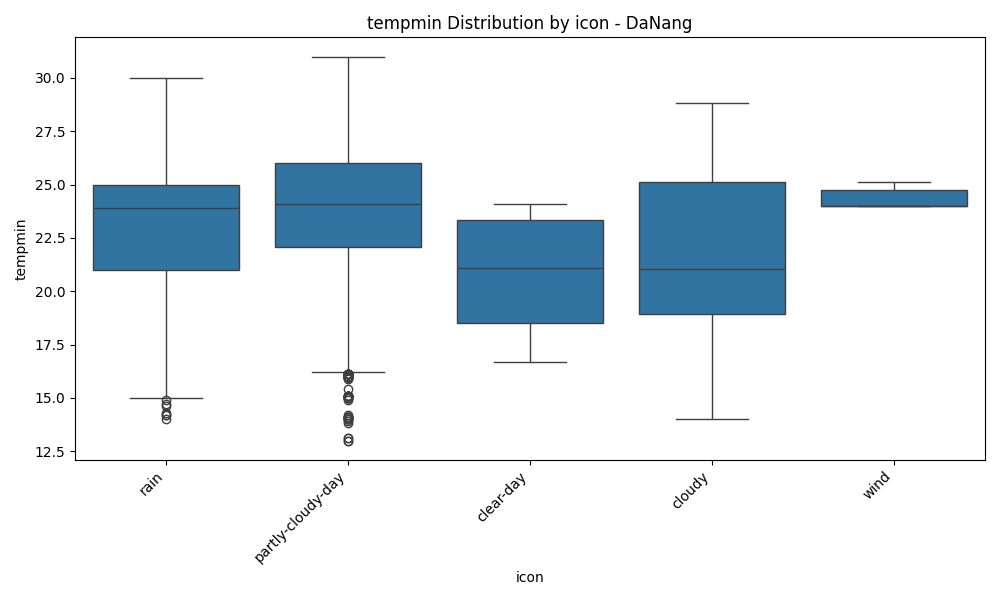 tempmin Distribution by icon - DaNang
tempmin
30.0
27.5
25.0
22.5
20.0
17.5
15.0
12.5
rain
partly-cloudy-day
clear-day
cloudy
wind
icon